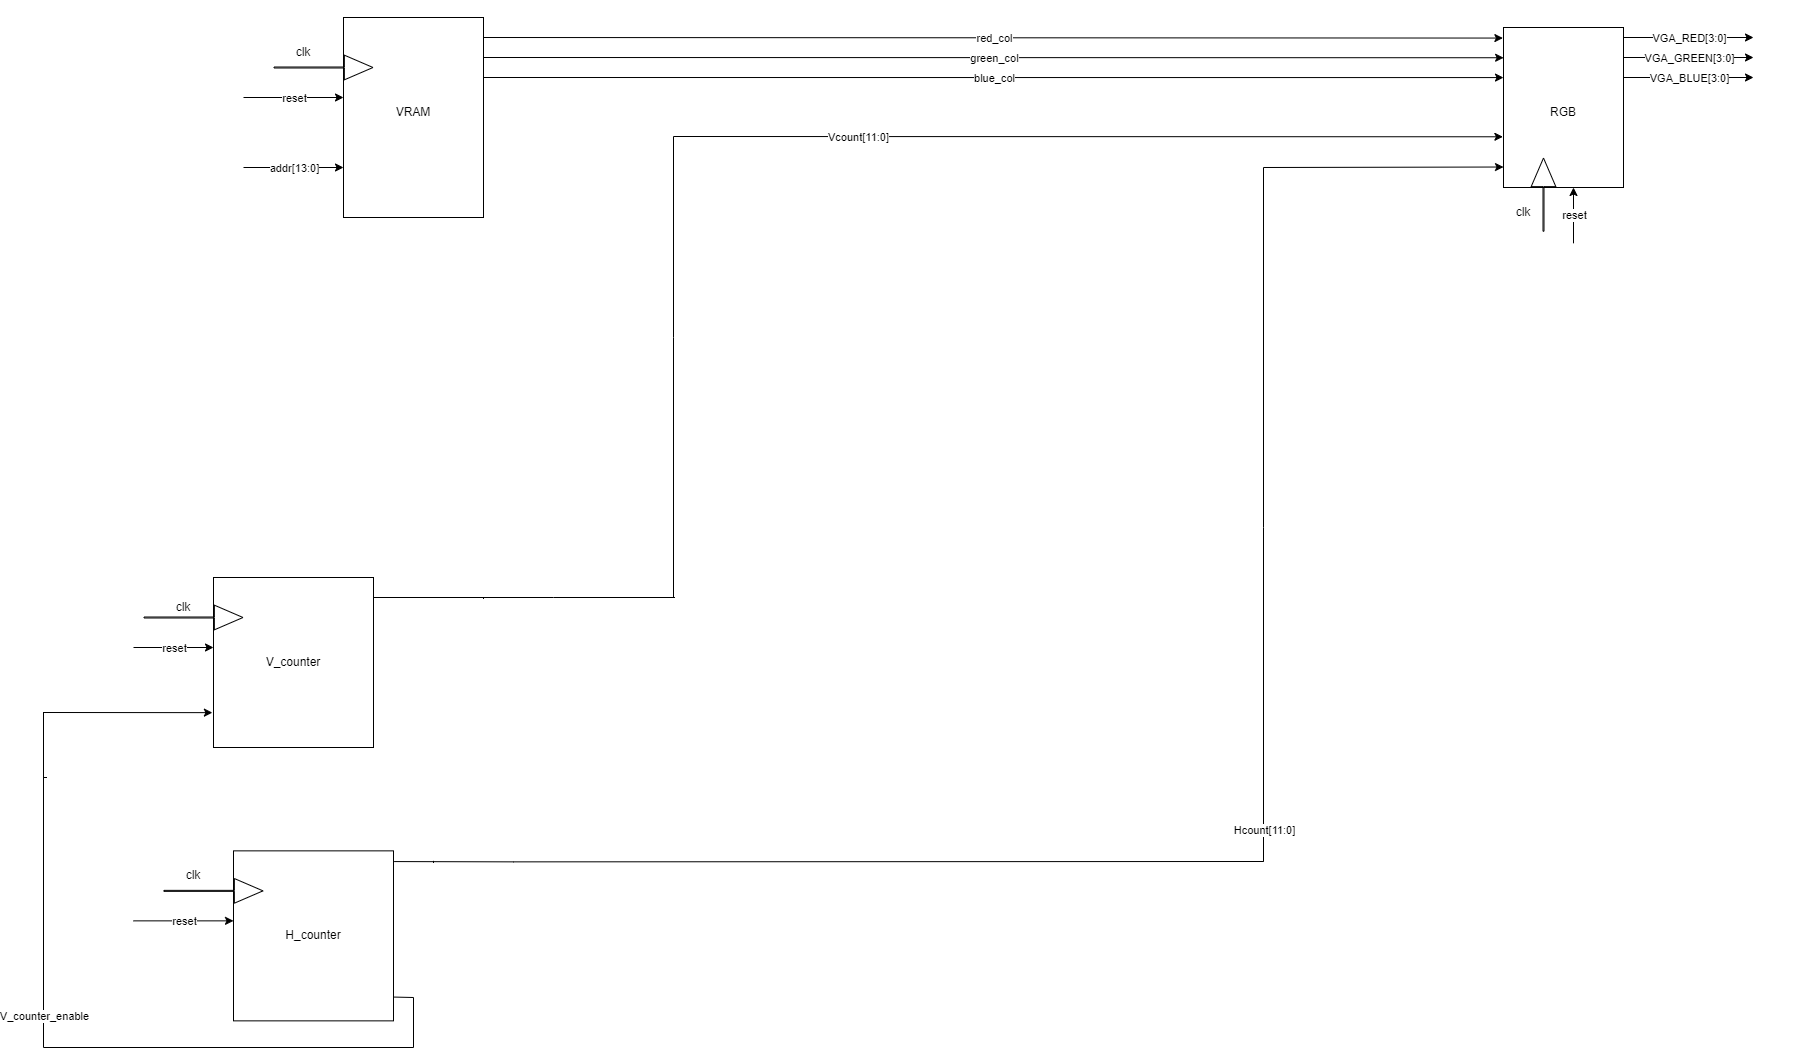 clk
reset
addr[13:0]
VRAM
red_col
green_col
blue_col
Vcount[11:0]
RGB
clk
reset
VGA_RED[3:0]
VGA_GREEN[3:0]
VGA_BLUE[3:0]
clk
reset
V_counter
Hcount[11:0]
clk
reset
H_counter
V_counter_enable